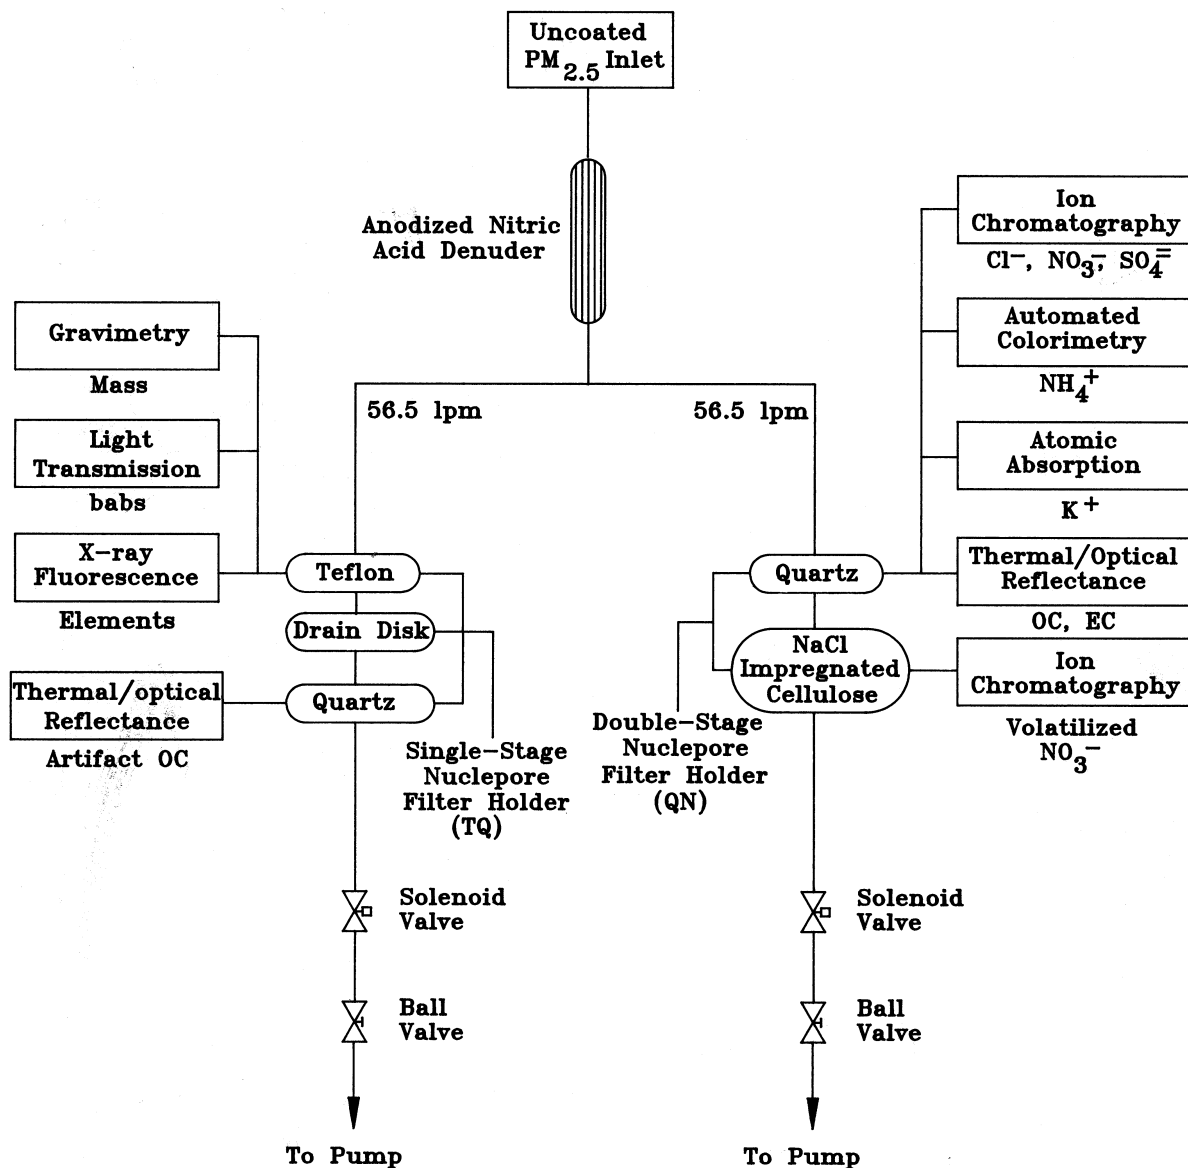 Uncoated
PM2.5 Inlet
Anodized Nitric
Acid Denuder
56.5 lpm
56.5 lpm
Gravimetry
Mass
Light
Transmission
babs
X-ray
Fluorescence
Elements
Thermal/optical
Reflectance
Artifact OC
Teflon
Drain Disk
Quartz
Single-Stage
Nuclepore
Filter Holder
(TQ)
Solenoid
Valve
Ball
Valve
To Pump
Ion
Chromatography
Cl⁻, NO₃⁻, SO₄⁼
Automated
Colorimetry
NH₄⁺
Atomic
Absorption
K⁺
Thermal/Optical
Reflectance
OC, EC
Ion
Chromatography
Volatilized
NO₃⁻
Quartz
NaCl
Impregnated
Cellulose
Double-Stage
Nuclepore
Filter Holder
(QN)
Solenoid
Valve
Ball
Valve
To Pump